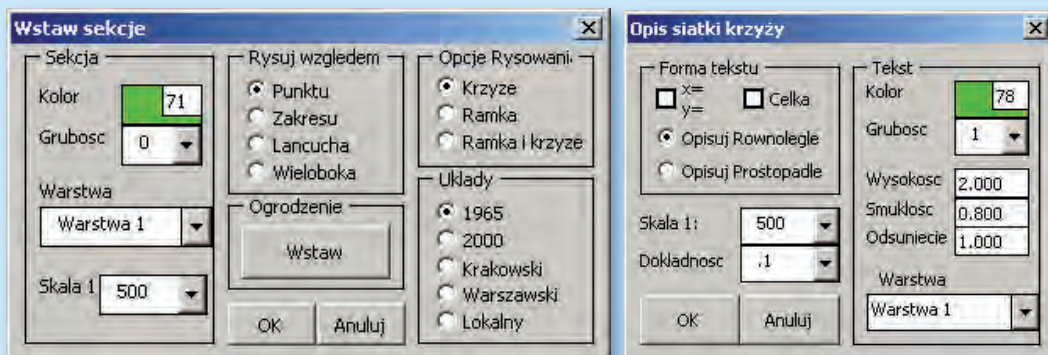 Wstaw sekcje
Sekcja
Kolor
71
Grubosc
0
Warstwa
Warstwa 1
Skala 1
500
Rysuj wzgledem
Punktu
Zakresu
Lancucha
Wieloboka
Ogrodzenie
Wstaw
OK
Anuluj
Opcje Rysowani
Krzyze
Ramka
Ramka i krzyze
Uklady
1965
2000
Krakowski
Warszawski
Lokalny
Opis siatki krzyży
Forma tekstu
x=
y=
Celka
Opisuj Rownolegle
Opisuj Prostopadle
Skala 1:
500
Dokladnosc
.1
OK
Anuluj
Tekst
Kolor
78
Grubosc
1
Wysokosc
2.000
Smuklosc
0.800
Odsuniecie
1.000
Warstwa
Warstwa 1